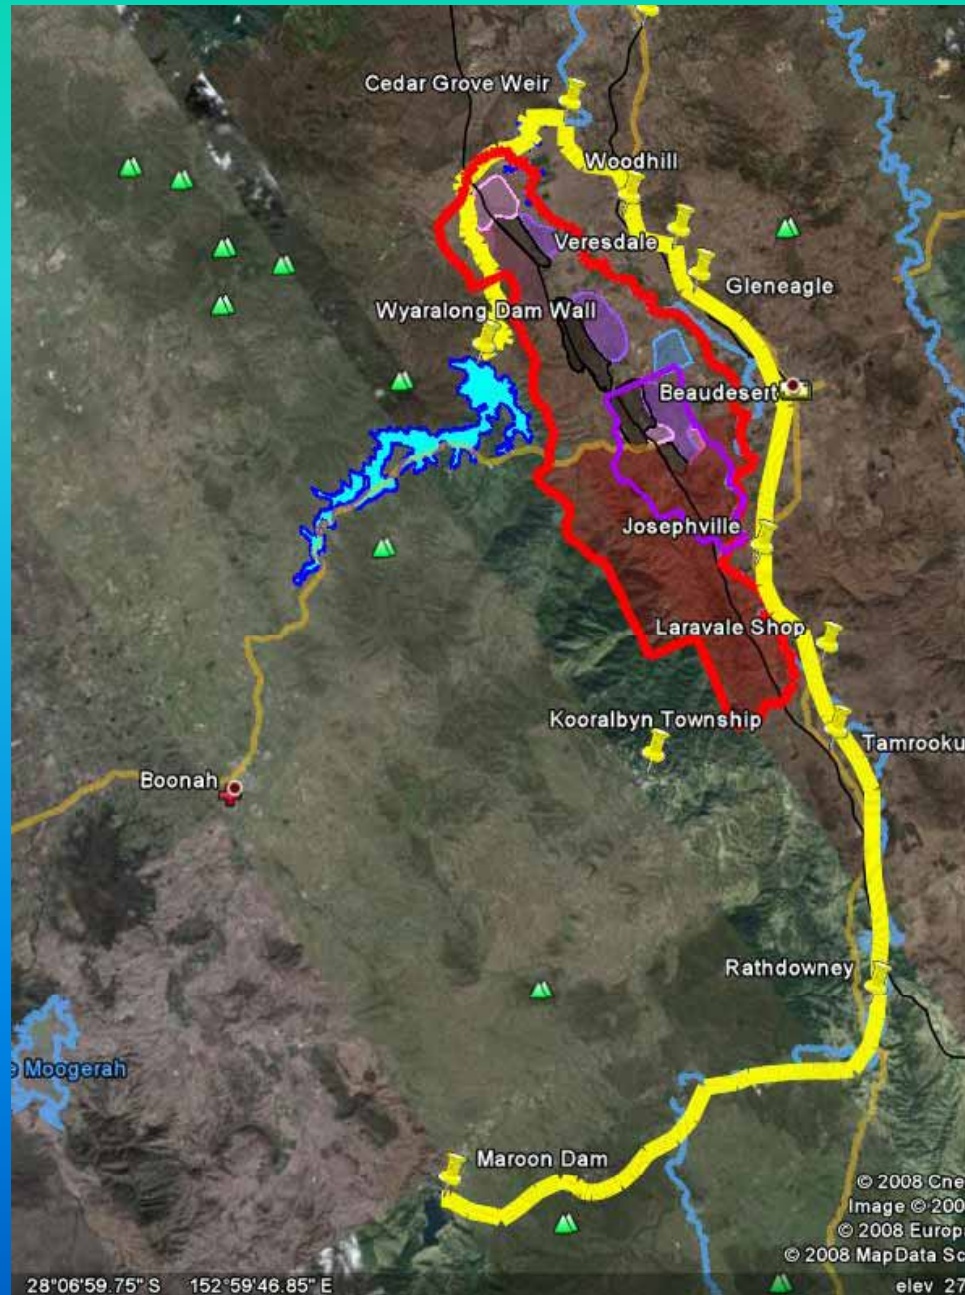 Cedar Grove Weir
Woodhill
Veresdale
Gleneagle
Wyaralong Dam Wall
Beaudesert
Josephville
Laravale Shop
Kooralbyn Township
Tamrooku
Boonah
Rathdowney
e Moogerah
Maroon Dam
© 2008 Cne
Image © 200
© 2008 Europ
© 2008 MapData Sc
28°06'59.75" S 152°59'46.85" E elev 27